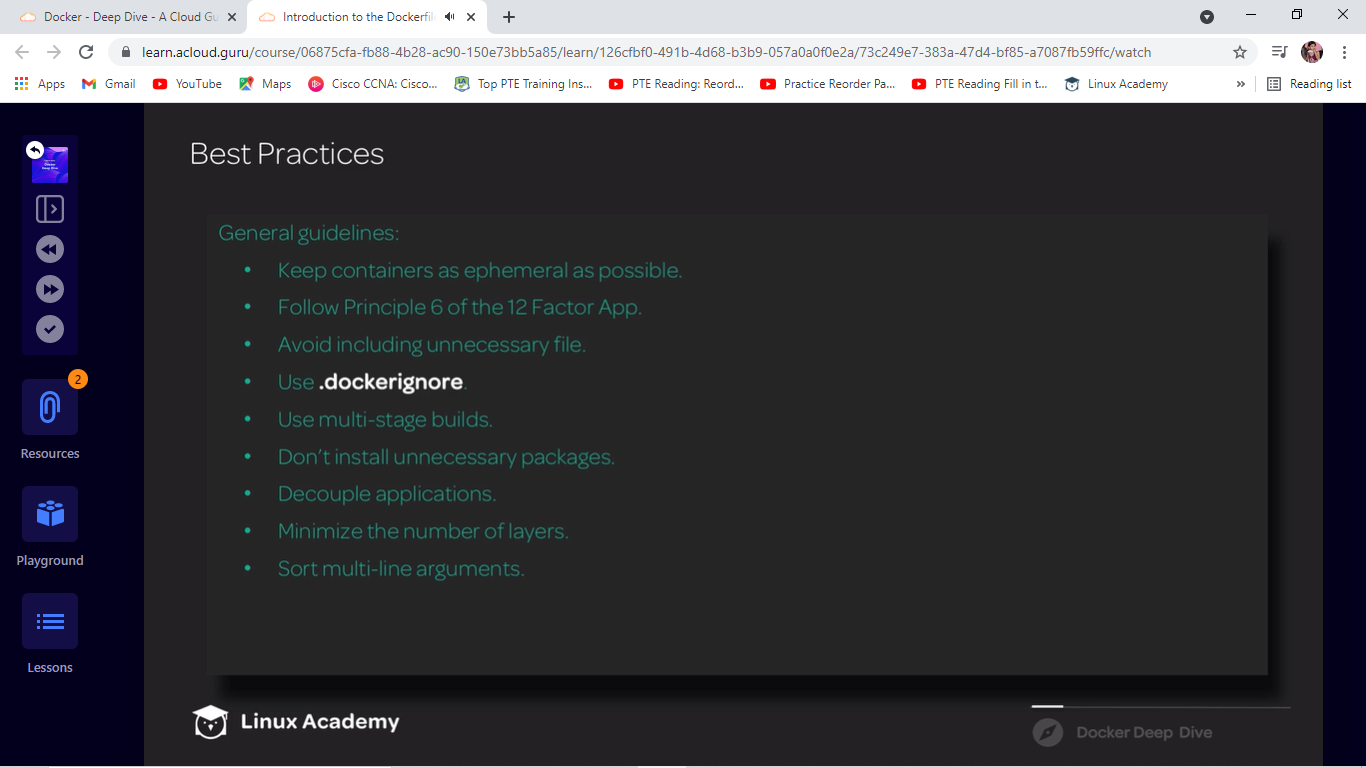 Docker - Deep Dive - A Cloud Gu
Introduction to the Dockerfil
learn.acloud.guru/course/06875cfa-fb88-4b28-ac90-150e73bb5a85/learn/126cfbf0-491b-4d68-b3b9-057a0a0f0e2a/73c249e7-383a-47d4-bf85-a7087fb59ffc/watch
Apps Gmail YouTube Maps Cisco CCNA: Cisco... Top PTE Training Ins... PTE Reading: Reord... Practice Reorder Pa... PTE Reading Fill in t... Linux Academy » Reading list
Best Practices
General guidelines:
• Keep containers as ephemeral as possible.
• Follow Principle 6 of the 12 Factor App.
• Avoid including unnecessary file.
• Use .dockerignore.
• Use multi-stage builds.
• Don't install unnecessary packages.
• Decouple applications.
• Minimize the number of layers.
• Sort multi-line arguments.
2
Resources
Playground
Lessons
Linux Academy
Docker Deep Dive